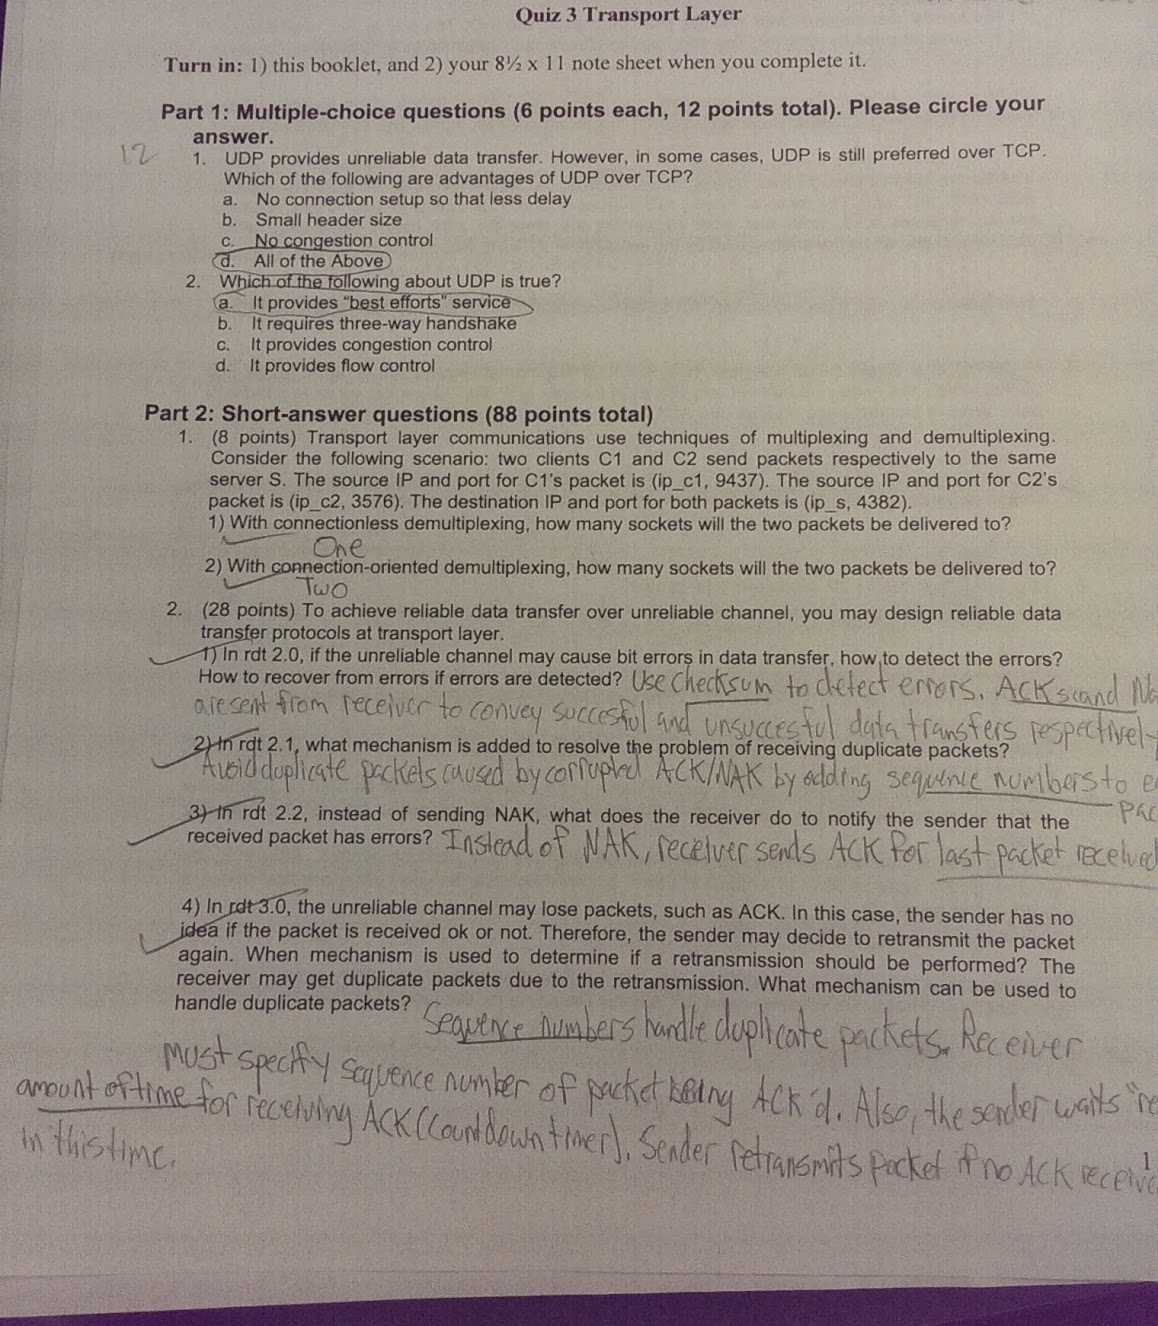 Quiz 3 Transport Layer
Turn in: 1) this booklet, and 2) your 8½ x 11 note sheet when you complete it.
Part 1: Multiple-choice questions (6 points each, 12 points total). Please circle your
answer.
12
1. UDP provides unreliable data transfer. However, in some cases, UDP is still preferred over TCP.
Which of the following are advantages of UDP over TCP?
a. No connection setup so that less delay
b. Small header size
c. No congestion control
d. All of the Above
2. Which of the following about UDP is true?
a. It provides "best efforts" service
b. It requires three-way handshake
c. It provides congestion control
d. It provides flow control
Part 2: Short-answer questions (88 points total)
1. (8 points) Transport layer communications use techniques of multiplexing and demultiplexing.
Consider the following scenario: two clients C1 and C2 send packets respectively to the same
server S. The source IP and port for C1's packet is (ip_c1, 9437). The source IP and port for C2's
packet is (ip_c2, 3576). The destination IP and port for both packets is (ip_s, 4382).
1) With connectionless demultiplexing, how many sockets will the two packets be delivered to?
One
2) With connection-oriented demultiplexing, how many sockets will the two packets be delivered to?
Two
2. (28 points) To achieve reliable data transfer over unreliable channel, you may design reliable data
transfer protocols at transport layer.
1) In rdt 2.0, if the unreliable channel may cause bit errors in data transfer, how to detect the errors?
How to recover from errors if errors are detected? Use checksum to detect errors. ACKs and
are sent from receiver to convey succesful and unsuccesful data transfers respectively
2) In rdt 2.1, what mechanism is added to resolve the problem of receiving duplicate packets?
Avoid duplicate packets caused by corrupted ACK/NAK by adding sequence numbers to
3) In rdt 2.2, instead of sending NAK, what does the receiver do to notify the sender that the
received packet has errors? Instead of NAK, receiver sends ACK for last packet received
4) In rdt 3.0, the unreliable channel may lose packets, such as ACK. In this case, the sender has no
idea if the packet is received ok or not. Therefore, the sender may decide to retransmit the packet
again. When mechanism is used to determine if a retransmission should be performed? The
receiver may get duplicate packets due to the retransmission. What mechanism can be used to
handle duplicate packets? Sequence numbers handle duplicate packets. Receiver
must specify sequence number of packet being ACK'd. Also, the sender waits
amount of time for receiving ACK (Countdown timer). Sender retransmits packet if no ACK
in this time.
1